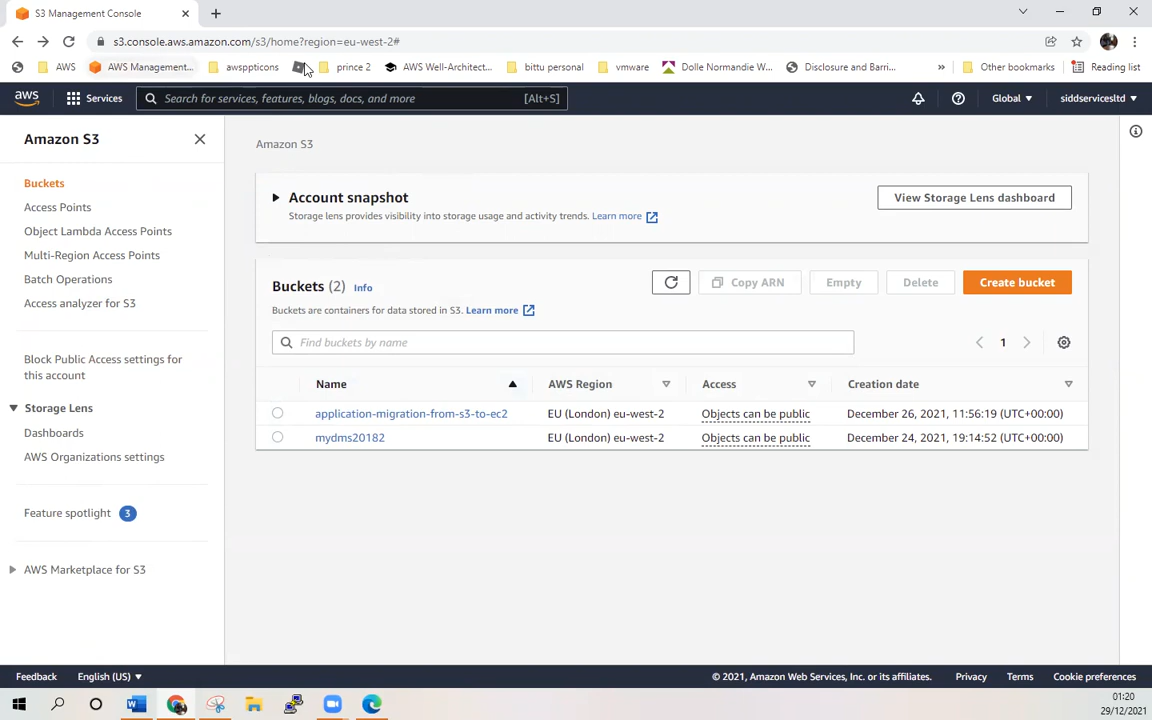 S3 Management Console
s3.console.aws.amazon.com/s3/home?region=eu-west-2#
AWS
AWS Management...
awsppticons
prince 2
AWS Well-Architect...
bittu personal
vmware
Dolle Normandie W...
Disclosure and Barri...
»
Other bookmarks
Reading list
aws
Services
Search for services, features, blogs, docs, and more
[Alt+S]
Global
siddservicesltd
Amazon S3
Buckets
Access Points
Object Lambda Access Points
Multi-Region Access Points
Batch Operations
Access analyzer for S3
Block Public Access settings for
this account
Storage Lens
Dashboards
AWS Organizations settings
Feature spotlight 3
AWS Marketplace for S3
Amazon S3
Account snapshot
Storage lens provides visibility into storage usage and activity trends. Learn more
View Storage Lens dashboard
Buckets (2) Info
Buckets are containers for data stored in S3. Learn more
Copy ARN
Empty
Delete
Create bucket
Find buckets by name
1
Name AWS Region Access Creation date
application-migration-from-s3-to-ec2 EU (London) eu-west-2 Objects can be public December 26, 2021, 11:56:19 (UTC+00:00)
mydms20182 EU (London) eu-west-2 Objects can be public December 24, 2021, 19:14:52 (UTC+00:00)
Feedback English (US)
© 2021, Amazon Web Services, Inc. or its affiliates. Privacy Terms Cookie preferences
01:20
29/12/2021